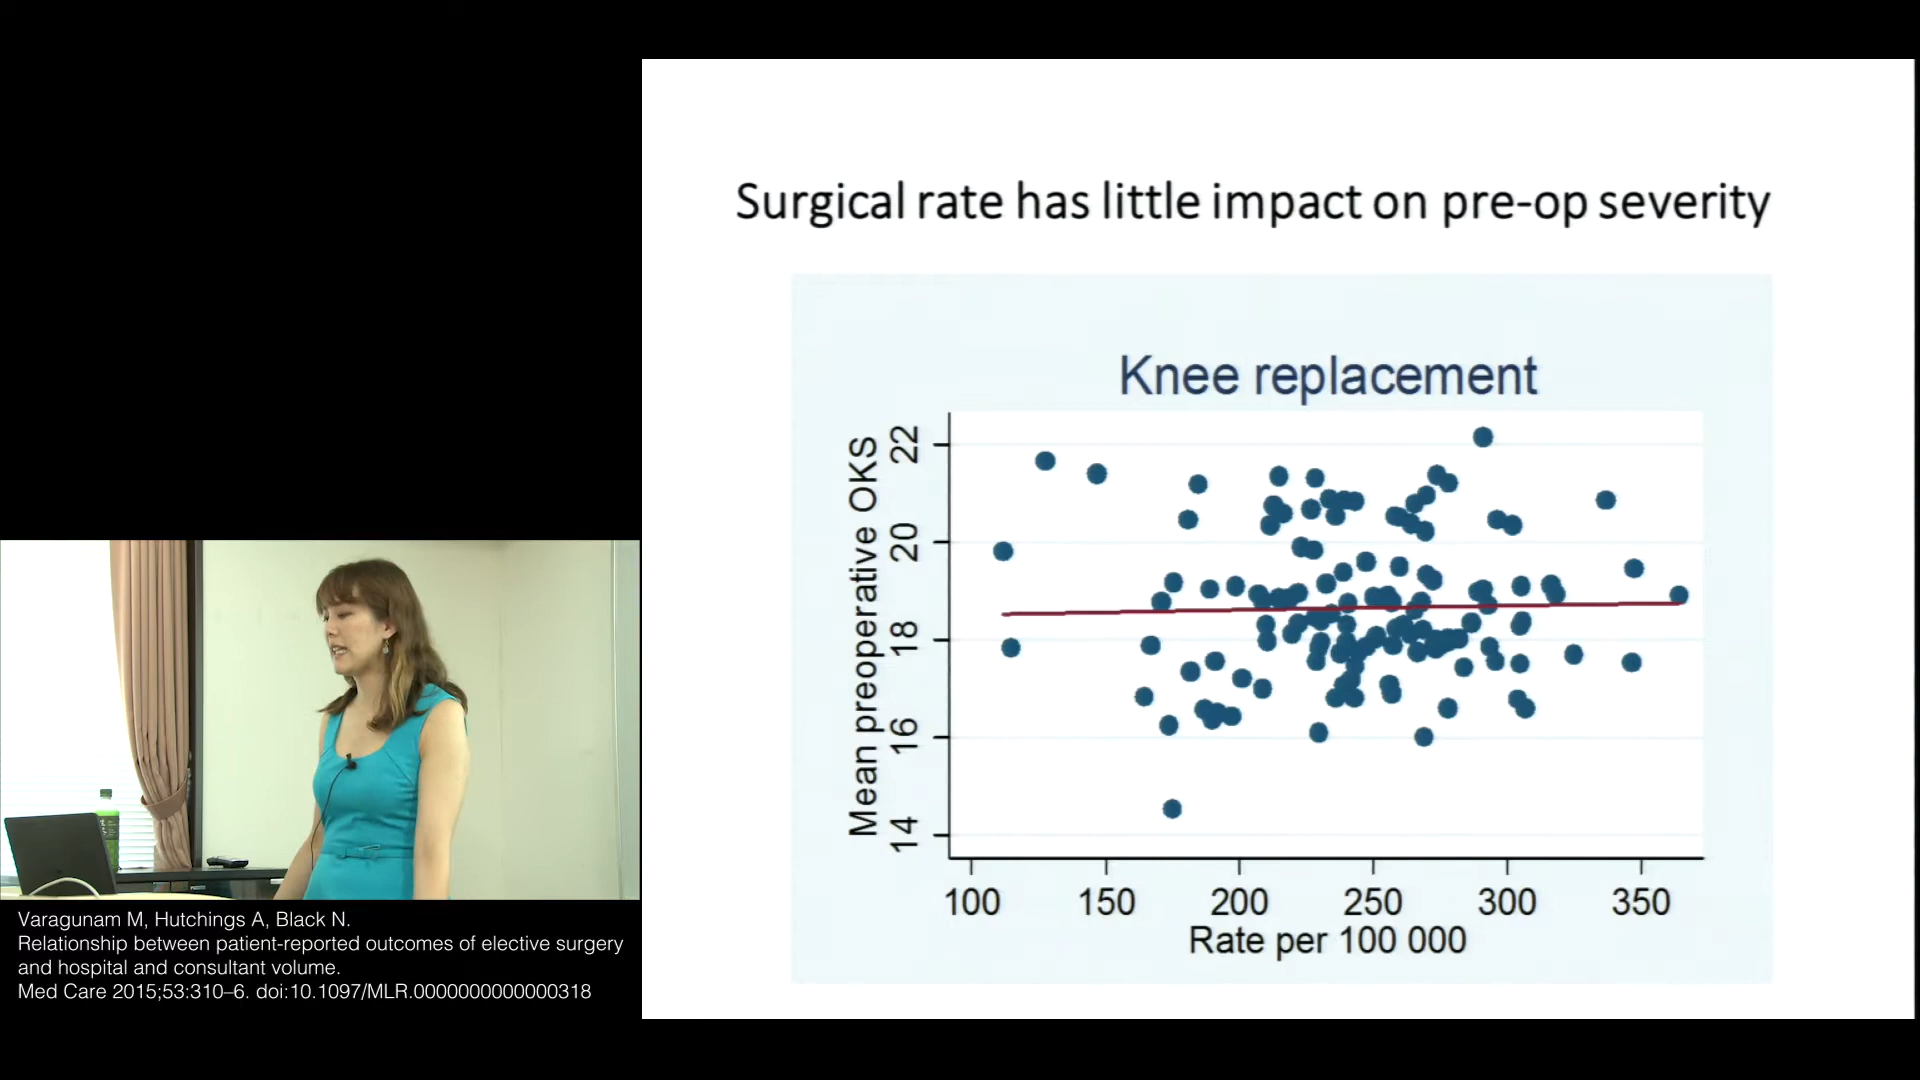 Surgical rate has little impact on pre-op severity
Knee replacement
Mean preoperative OKS
22
20
18
16
14
100 150 200 250 300 350
Rate per 100 000
Varagunam M, Hutchings A, Black N.
Relationship between patient-reported outcomes of elective surgery
and hospital and consultant volume.
Med Care 2015;53:310–6. doi:10.1097/MLR.0000000000000318